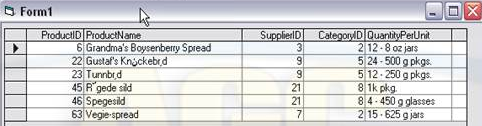 Form1
ProductID ProductName SupplierID CategoryID QuantityPerUnit
6 Grandma's Boysenberry Spread 3 2 12 - 8 oz jars
22 Gustaf's Knنckebr‚d 9 5 24 - 500 g pkgs.
23 Tunnbr‚d 9 5 12 - 250 g pkgs.
45 Rّgede sild 21 8 1k pkg.
46 Spegesild 21 8 4 - 450 g glasses
63 Vegie-spread 7 2 15 - 625 g jars